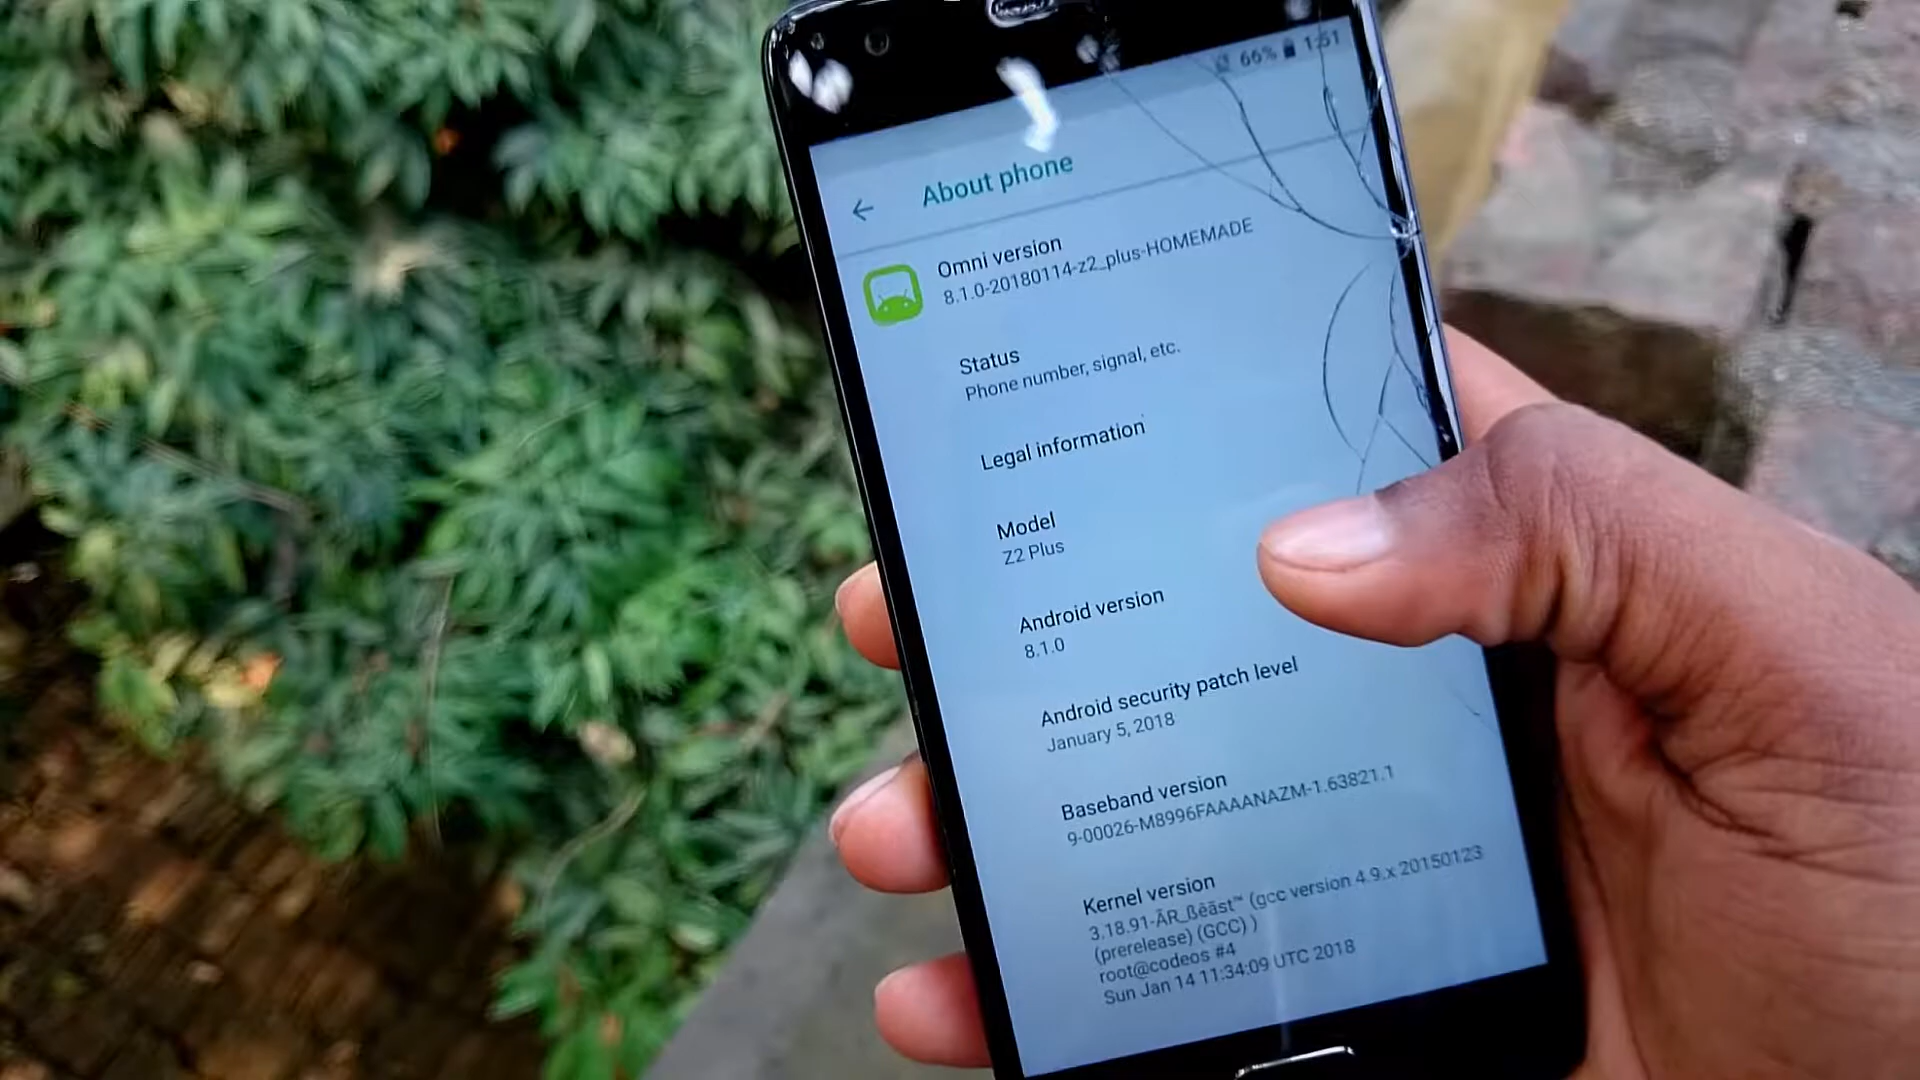 66% 1:51
About phone
Omni version
8.1.0-20180114-z2_plus-HOMEMADE
Status
Phone number, signal, etc.
Legal information
Model
Z2 Plus
Android version
8.1.0
Android security patch level
January 5, 2018
Baseband version
9-00026-M8996FAAAANAZM-1.63821.1
Kernel version
3.18.91-ÃR_ßêãst™ (gcc version 4.9.x 20150123
(prerelease) (GCC) )
root@codeos #4
Sun Jan 14 11:34:09 UTC 2018